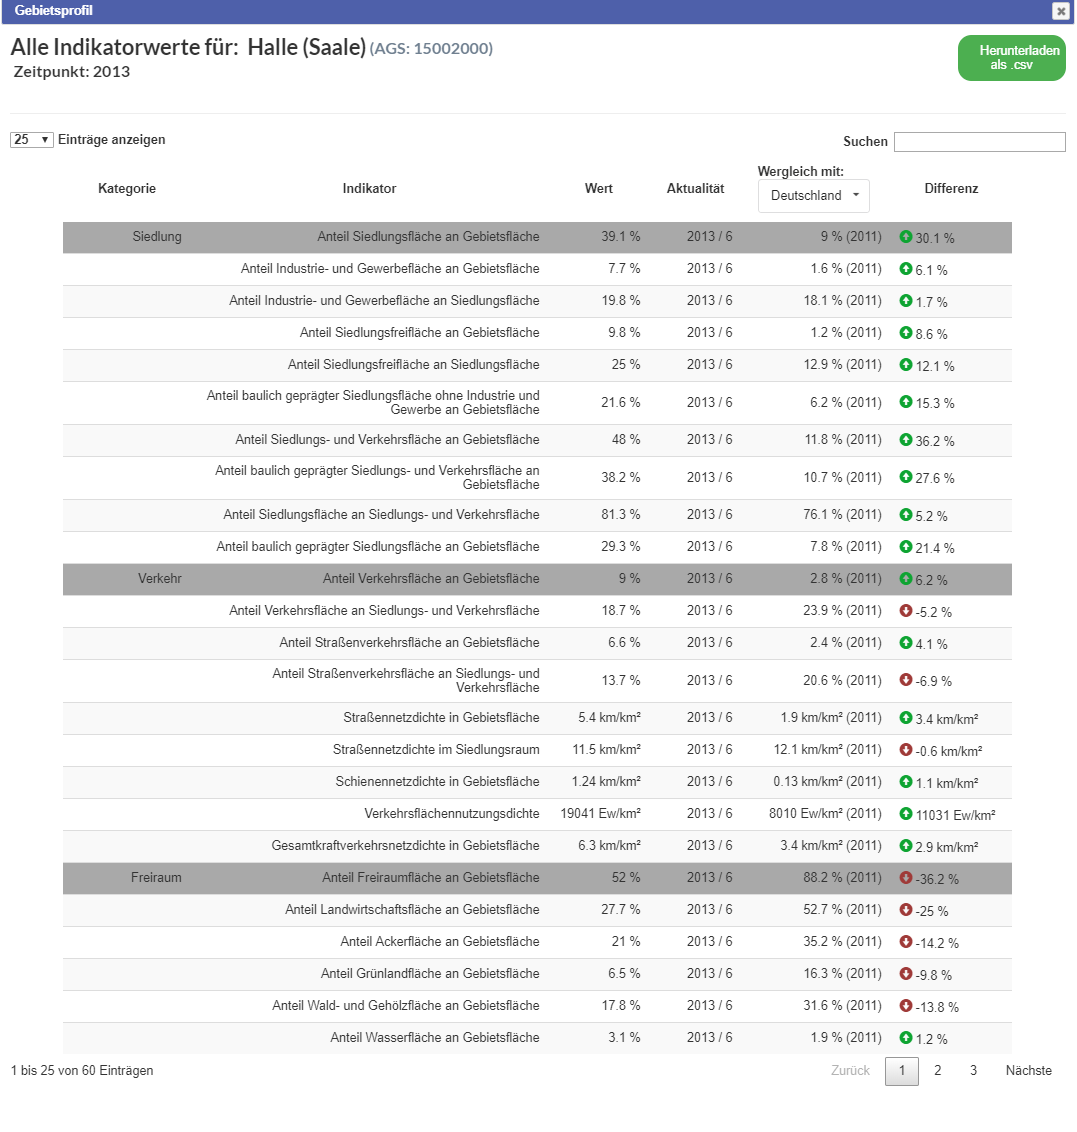 Gebietsprofil
Alle Indikatorwerte für: Halle (Saale) (AGS: 15002000)
Zeitpunkt: 2013
Herunterladen
als .csv
25 Einträge anzeigen
Suchen
Kategorie Indikator Wert Aktualität Wergleich mit: Deutschland Differenz
Siedlung Anteil Siedlungsfläche an Gebietsfläche 39.1 % 2013 / 6 9 % (2011) 30.1 %
Anteil Industrie- und Gewerbefläche an Gebietsfläche 7.7 % 2013 / 6 1.6 % (2011) 6.1 %
Anteil Industrie- und Gewerbefläche an Siedlungsfläche 19.8 % 2013 / 6 18.1 % (2011) 1.7 %
Anteil Siedlungsfreifläche an Gebietsfläche 9.8 % 2013 / 6 1.2 % (2011) 8.6 %
Anteil Siedlungsfreifläche an Siedlungsfläche 25 % 2013 / 6 12.9 % (2011) 12.1 %
Anteil baulich geprägter Siedlungsfläche ohne Industrie und
Gewerbe an Gebietsfläche 21.6 % 2013 / 6 6.2 % (2011) 15.3 %
Anteil Siedlungs- und Verkehrsfläche an Gebietsfläche 48 % 2013 / 6 11.8 % (2011) 36.2 %
Anteil baulich geprägter Siedlungs- und Verkehrsfläche an
Gebietsfläche 38.2 % 2013 / 6 10.7 % (2011) 27.6 %
Anteil Siedlungsfläche an Siedlungs- und Verkehrsfläche 81.3 % 2013 / 6 76.1 % (2011) 5.2 %
Anteil baulich geprägter Siedlungsfläche an Gebietsfläche 29.3 % 2013 / 6 7.8 % (2011) 21.4 %
Verkehr Anteil Verkehrsfläche an Gebietsfläche 9 % 2013 / 6 2.8 % (2011) 6.2 %
Anteil Verkehrsfläche an Siedlungs- und Verkehrsfläche 18.7 % 2013 / 6 23.9 % (2011) -5.2 %
Anteil Straßenverkehrsfläche an Gebietsfläche 6.6 % 2013 / 6 2.4 % (2011) 4.1 %
Anteil Straßenverkehrsfläche an Siedlungs- und
Verkehrsfläche 13.7 % 2013 / 6 20.6 % (2011) -6.9 %
Straßennetzdichte in Gebietsfläche 5.4 km/km² 2013 / 6 1.9 km/km² (2011) 3.4 km/km²
Straßennetzdichte im Siedlungsraum 11.5 km/km² 2013 / 6 12.1 km/km² (2011) -0.6 km/km²
Schienennetzdichte in Gebietsfläche 1.24 km/km² 2013 / 6 0.13 km/km² (2011) 1.1 km/km²
Verkehrsflächennutzungsdichte 19041 Ew/km² 2013 / 6 8010 Ew/km² (2011) 11031 Ew/km²
Gesamtkraftverkehrsnetzdichte in Gebietsfläche 6.3 km/km² 2013 / 6 3.4 km/km² (2011) 2.9 km/km²
Freiraum Anteil Freiraumfläche an Gebietsfläche 52 % 2013 / 6 88.2 % (2011) -36.2 %
Anteil Landwirtschaftsfläche an Gebietsfläche 27.7 % 2013 / 6 52.7 % (2011) -25 %
Anteil Ackerfläche an Gebietsfläche 21 % 2013 / 6 35.2 % (2011) -14.2 %
Anteil Grünlandfläche an Gebietsfläche 6.5 % 2013 / 6 16.3 % (2011) -9.8 %
Anteil Wald- und Gehölzfläche an Gebietsfläche 17.8 % 2013 / 6 31.6 % (2011) -13.8 %
Anteil Wasserfläche an Gebietsfläche 3.1 % 2013 / 6 1.9 % (2011) 1.2 %
1 bis 25 von 60 Einträgen
Zurück 1 2 3 Nächste